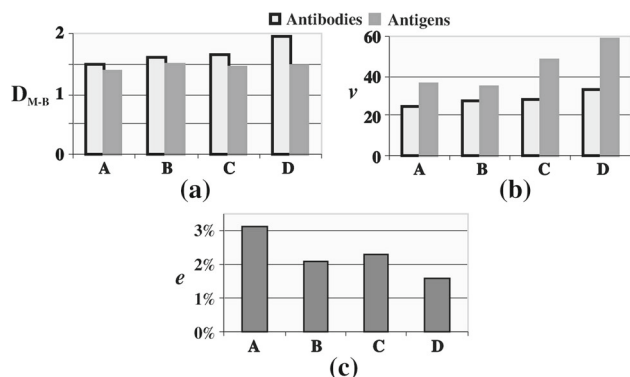 Antibodies Antigens
2
1
0
D_M-B
A B C D
(a)
60
40
20
0
v
A B C D
(b)
3%
2%
1%
0%
e
A B C D
(c)